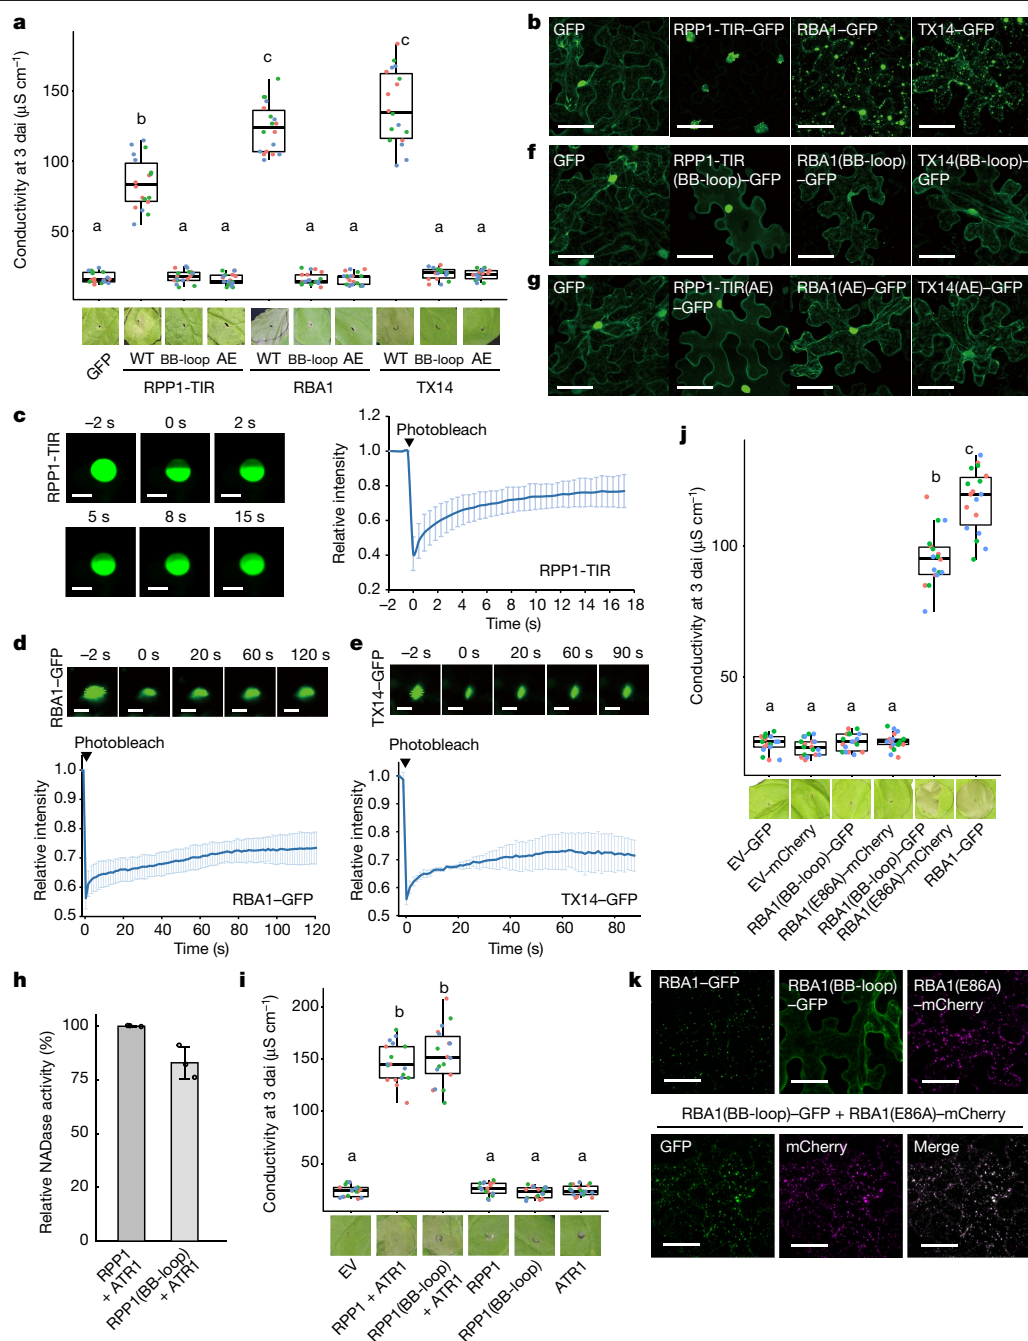 a
Conductivity at 3 dai (µS cm⁻¹)
150
100
50
a
b
a
a
c
a
a
c
a
a
GFP
WT
BB-loop
AE
WT
BB-loop
AE
WT
BB-loop
AE
RPP1-TIR
RBA1
TX14
b
GFP
RPP1-TIR–GFP
RBA1–GFP
TX14–GFP
f
GFP
RPP1-TIR
(BB-loop)–GFP
RBA1(BB-loop)
–GFP
TX14(BB-loop)–
GFP
g
GFP
RPP1-TIR(AE)
–GFP
RBA1(AE)–GFP
TX14(AE)–GFP
c
RPP1-TIR
–2 s
0 s
2 s
5 s
8 s
15 s
Relative intensity
1.2
1.0
0.8
0.6
0.4
0.2
Photobleach
RPP1-TIR
–2
0
2
4
6
8
10
12
14
16
18
Time (s)
d
RBA1–GFP
–2 s
0 s
20 s
60 s
120 s
Photobleach
Relative intensity
1.0
0.9
0.8
0.7
0.6
0.5
RBA1–GFP
0
20
40
60
80
100
120
Time (s)
e
TX14–GFP
–2 s
0 s
20 s
60 s
90 s
Photobleach
Relative intensity
1.0
0.9
0.8
0.7
0.6
0.5
TX14–GFP
0
20
40
60
80
Time (s)
j
Conductivity at 3 dai (µS cm⁻¹)
100
50
a
a
a
a
b
c
EV-GFP
EV–mCherry
RBA1(BB-loop)–GFP
RBA1(E86A)–mCherry
RBA1(BB-loop)–GFP
RBA1(E86A)–mCherry
RBA1–GFP
h
Relative NADase activity (%)
100
75
50
20
0
RPP1
+ ATR1
RPP1(BB-loop)
+ ATR1
i
Conductivity at 3 dai (µS cm⁻¹)
200
150
100
50
a
b
b
a
a
a
EV
RPP1 + ATR1
RPP1(BB-loop)
+ ATR1
RPP1
RPP1(BB-loop)
ATR1
k
RBA1–GFP
RBA1(BB-loop)
–GFP
RBA1(E86A)
–mCherry
RBA1(BB-loop)–GFP + RBA1(E86A)–mCherry
GFP
mCherry
Merge